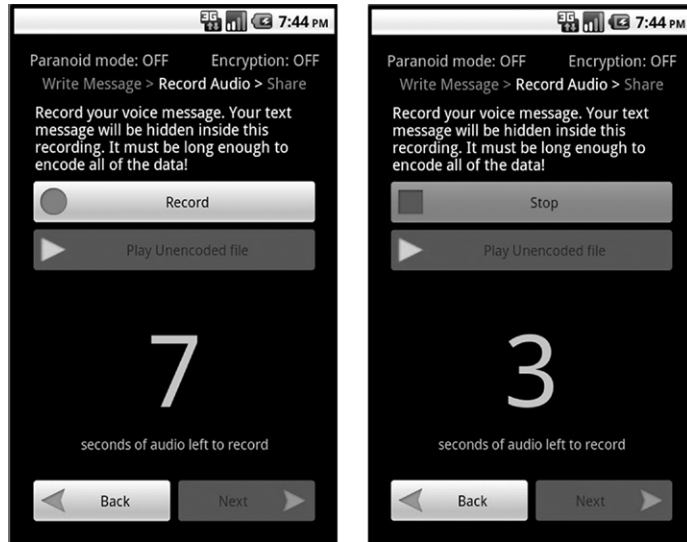 3G 7:44 PM
Paranoid mode: OFF Encryption: OFF
Write Message > Record Audio > Share
Record your voice message. Your text
message will be hidden inside this
recording. It must be long enough to
encode all of the data!
Record
Play Unencoded file
7
seconds of audio left to record
Back Next
3G 7:44 PM
Paranoid mode: OFF Encryption: OFF
Write Message > Record Audio > Share
Record your voice message. Your text
message will be hidden inside this
recording. It must be long enough to
encode all of the data!
Stop
Play Unencoded file
3
seconds of audio left to record
Back Next